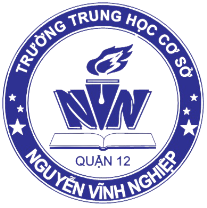 TRƯỜNG TRUNG HỌC CƠ SỞ
NVN
QUẬN 12
NGUYỄN VĨNH NGHIỆP